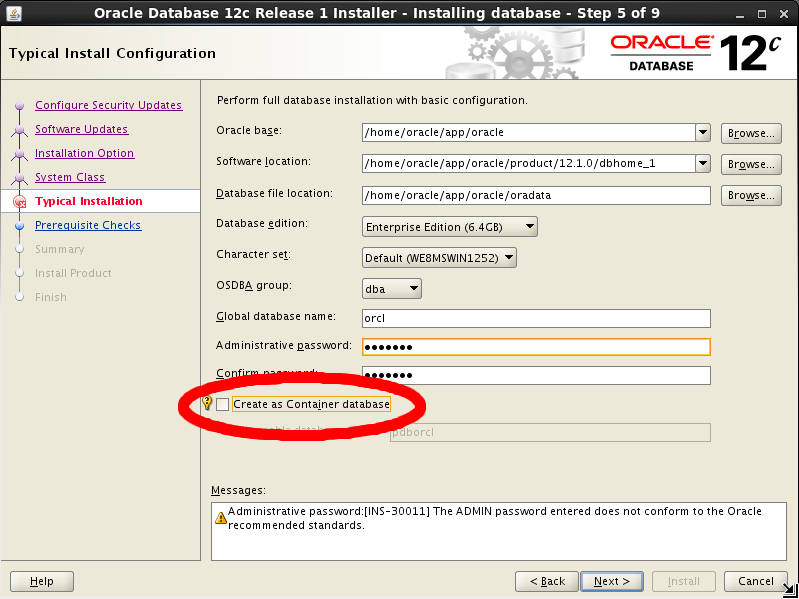 Oracle Database 12c Release 1 Installer - Installing database - Step 5 of 9
Typical Install Configuration
ORACLE®
DATABASE
12c
Configure Security Updates
Software Updates
Installation Option
System Class
Typical Installation
Prerequisite Checks
Summary
Install Product
Finish
Perform full database installation with basic configuration.
Oracle base: /home/oracle/app/oracle Browse...
Software location: /home/oracle/app/oracle/product/12.1.0/dbhome_1 Browse...
Database file location: /home/oracle/app/oracle/oradata Browse...
Database edition: Enterprise Edition (6.4GB)
Character set: Default (WE8MSWIN1252)
OSDBA group: dba
Global database name: orcl
Administrative password: •••••••
Confirm password: •••••••
Create as Container database
pdborcl
Messages:
Administrative password:[INS-30011] The ADMIN password entered does not conform to the Oracle
recommended standards.
Help < Back Next > Install Cancel